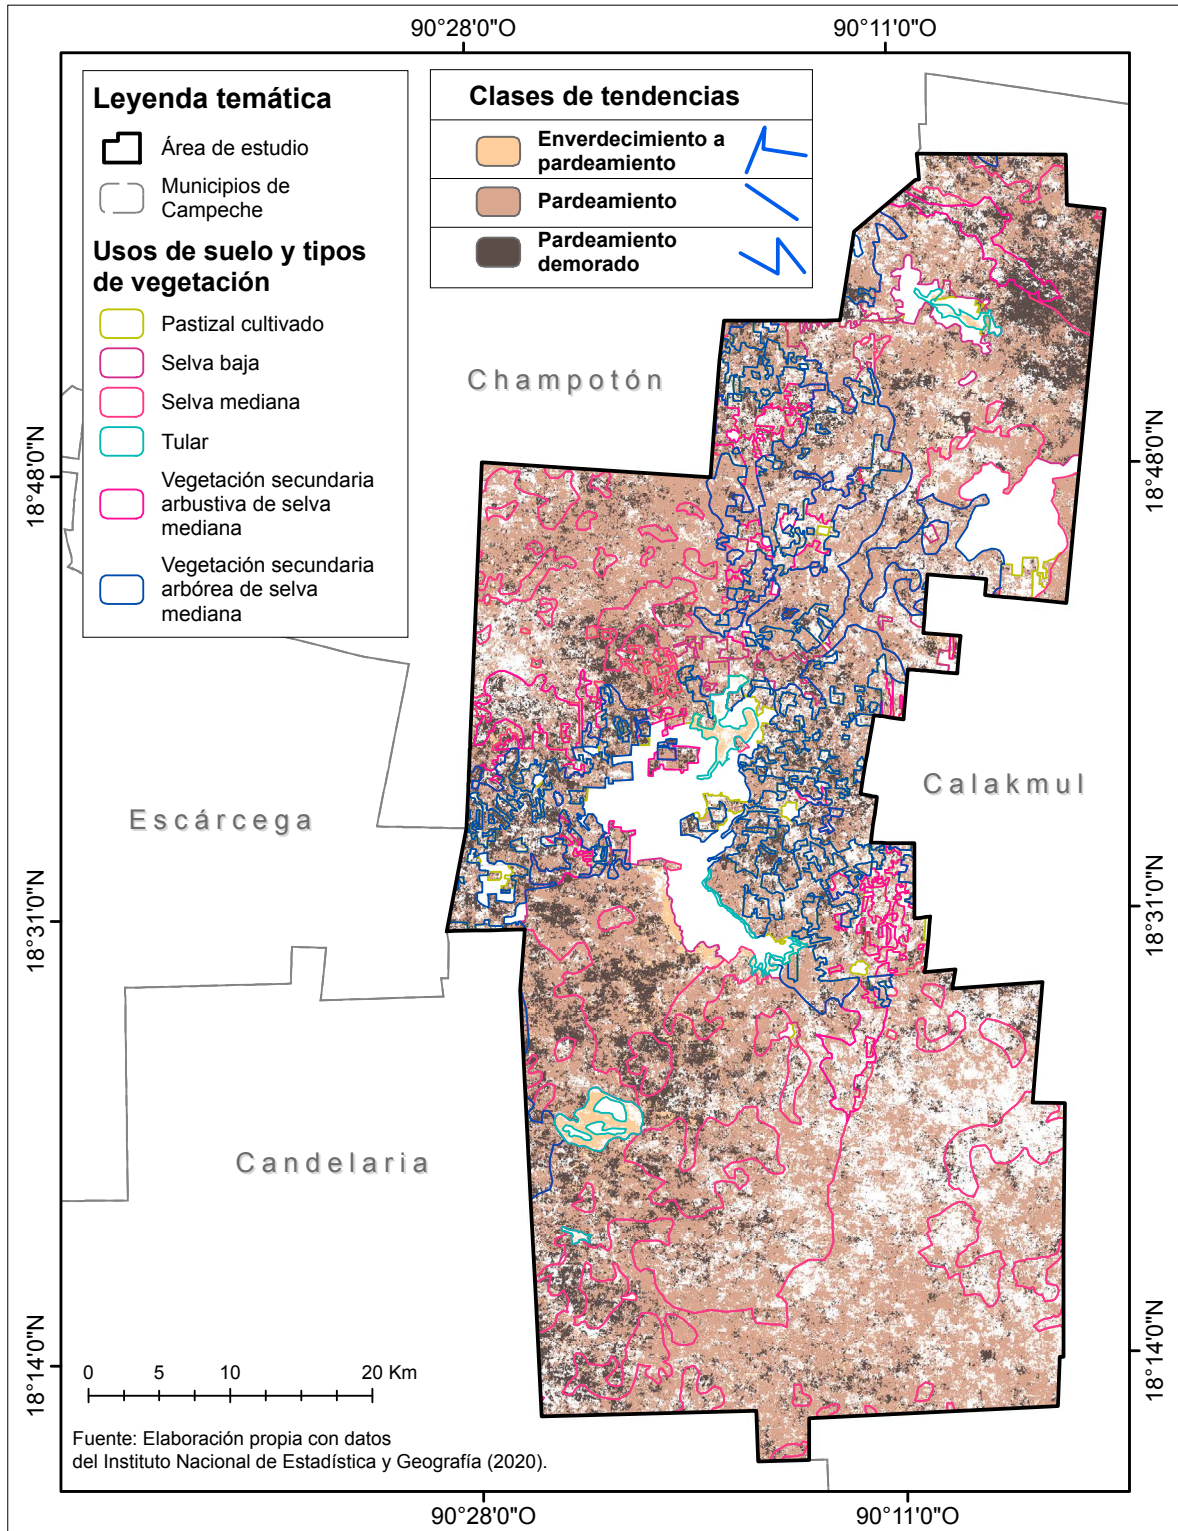 90°28'0"O
90°11'0"O
Leyenda temática
Área de estudio
Municipios de
Campeche
Usos de suelo y tipos
de vegetación
Pastizal cultivado
Selva baja
Selva mediana
Tular
Vegetación secundaria
arbustiva de selva
mediana
Vegetación secundaria
arbórea de selva
mediana
Clases de tendencias
Enverdecimiento a
pardeamiento
Pardeamiento
Pardeamiento
demorado
Champotón
Calakmul
Escárcega
Candelaria
18°48'0"N
18°31'0"N
18°14'0"N
18°48'0"N
18°31'0"N
18°14'0"N
0 5 10 20 Km
Fuente: Elaboración propia con datos
del Instituto Nacional de Estadística y Geografía (2020).
90°28'0"O
90°11'0"O